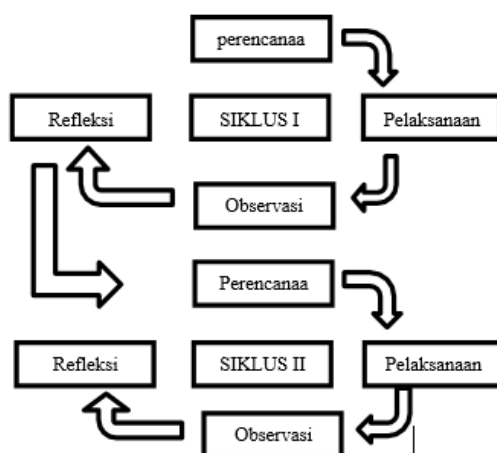 perencanaa
Refleksi
SIKLUS I
Pelaksanaan
Observasi
Perencanaa
Refleksi
SIKLUS II
Pelaksanaan
Observasi